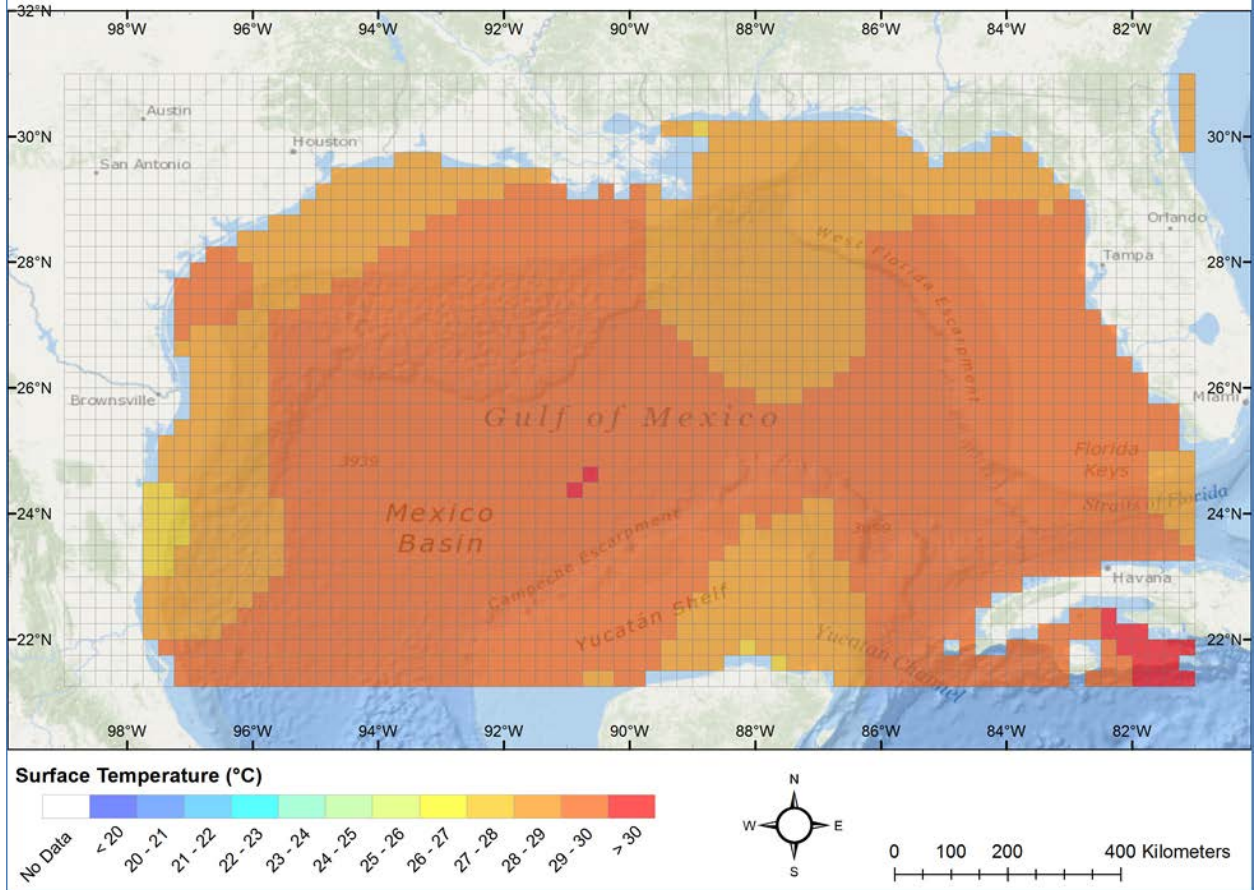 32°N
98°W 96°W 94°W 92°W 90°W 88°W 86°W 84°W 82°W
Austin
30°N 30°N
Houston
San Antonio
Orlando
West Florida Escarpment
28°N 28°N
Tampa
26°N 26°N
Brownsville
Miami
Gulf of Mexico
Florida
Keys
3939
Straits of Florida
24°N 24°N
Mexico
Basin
Campeche Escarpment
Havana
Yucatán Shelf
22°N 22°N
Yucatan Channel
98°W 96°W 94°W 92°W 90°W 88°W 86°W 84°W 82°W
Surface Temperature (°C)
No Data
< 20
20 - 21
21 - 22
22 - 23
23 - 24
24 - 25
25 - 26
26 - 27
27 - 28
28 - 29
29 - 30
> 30
N
W E
S
0 100 200 400 Kilometers